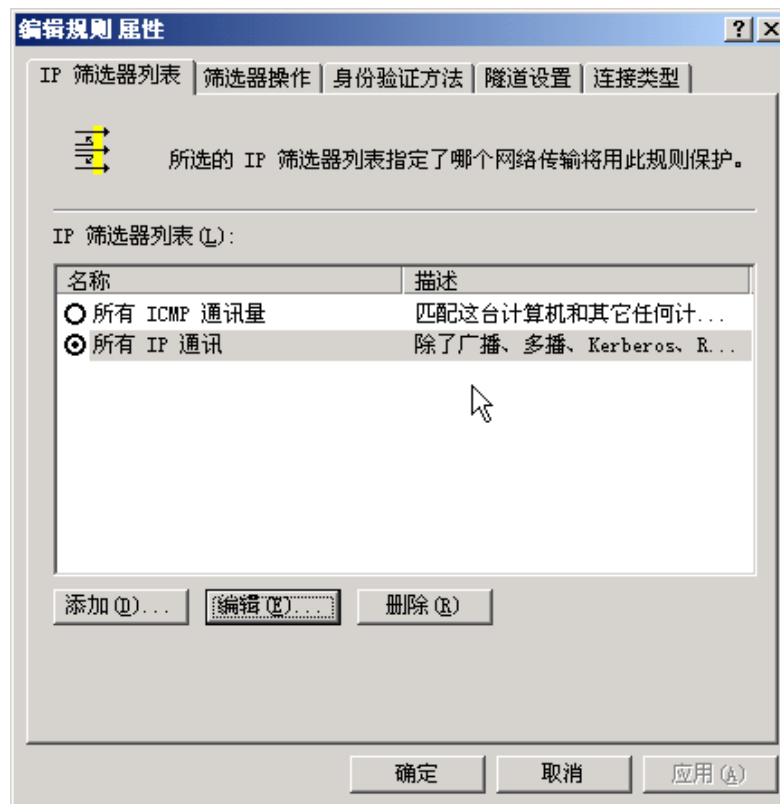 编辑规则 属性
IP 筛选器列表 筛选器操作 身份验证方法 隧道设置 连接类型
所选的 IP 筛选器列表指定了哪个网络传输将用此规则保护。
IP 筛选器列表(L):
名称 描述
所有 ICMP 通讯量 匹配这台计算机和其它任何计...
所有 IP 通讯 除了广播、多播、Kerberos、R...
添加(D)... 编辑(E)... 删除(R)
确定 取消 应用(A)